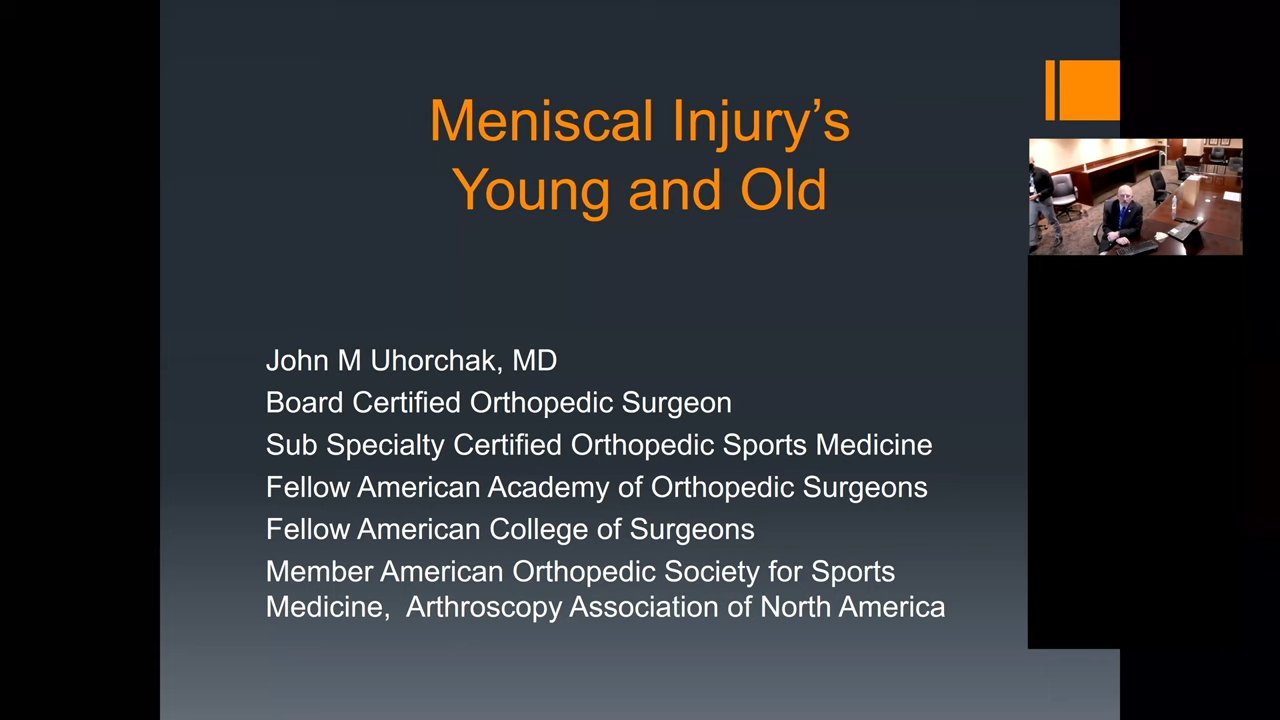 Meniscal Injury’s
Young and Old
John M Uhorchak, MD
Board Certified Orthopedic Surgeon
Sub Specialty Certified Orthopedic Sports Medicine
Fellow American Academy of Orthopedic Surgeons
Fellow American College of Surgeons
Member American Orthopedic Society for Sports
Medicine,  Arthroscopy Association of North America